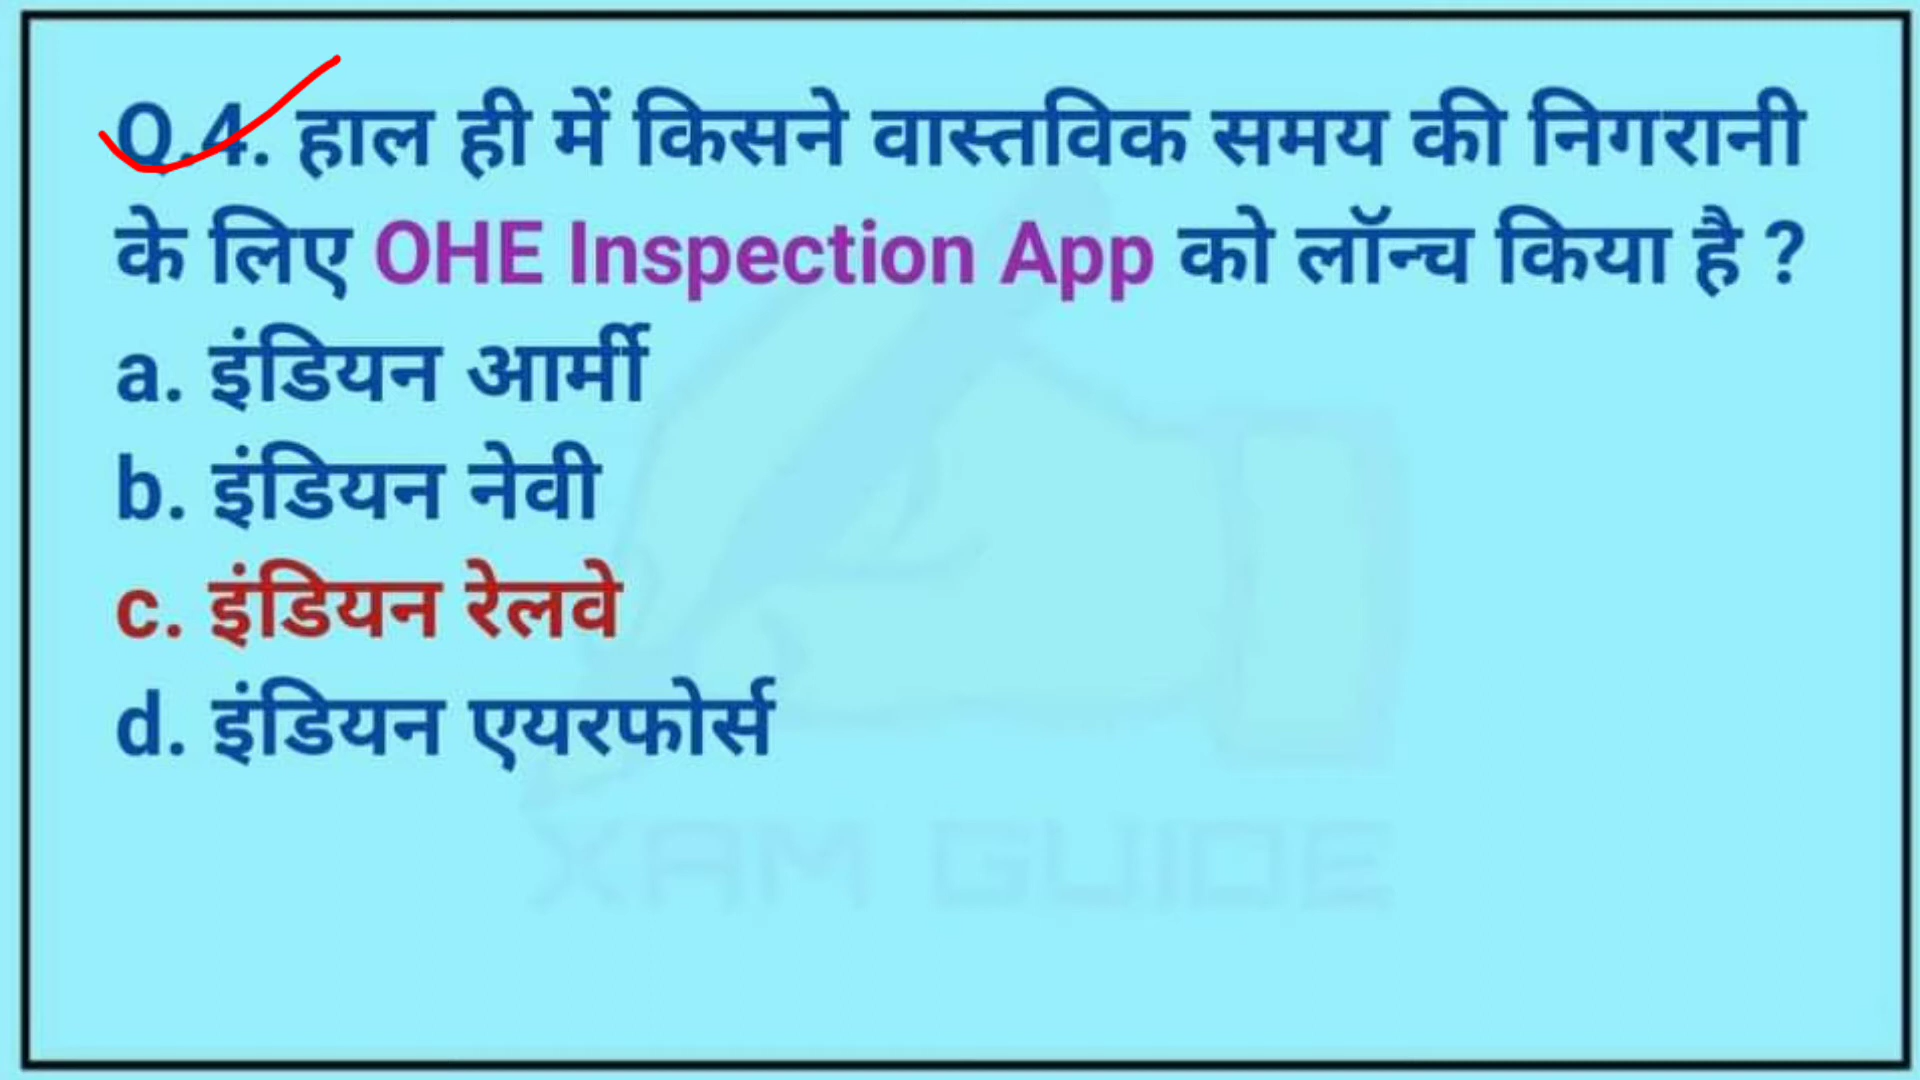 Q.4. हाल ही में किसने वास्तविक समय की निगरानी
के लिए OHE Inspection App को लॉन्च किया है ?
a. इंडियन आर्मी
b. इंडियन नेवी
c. इंडियन रेलवे
d. इंडियन एयरफोर्स
XAM GUIDE